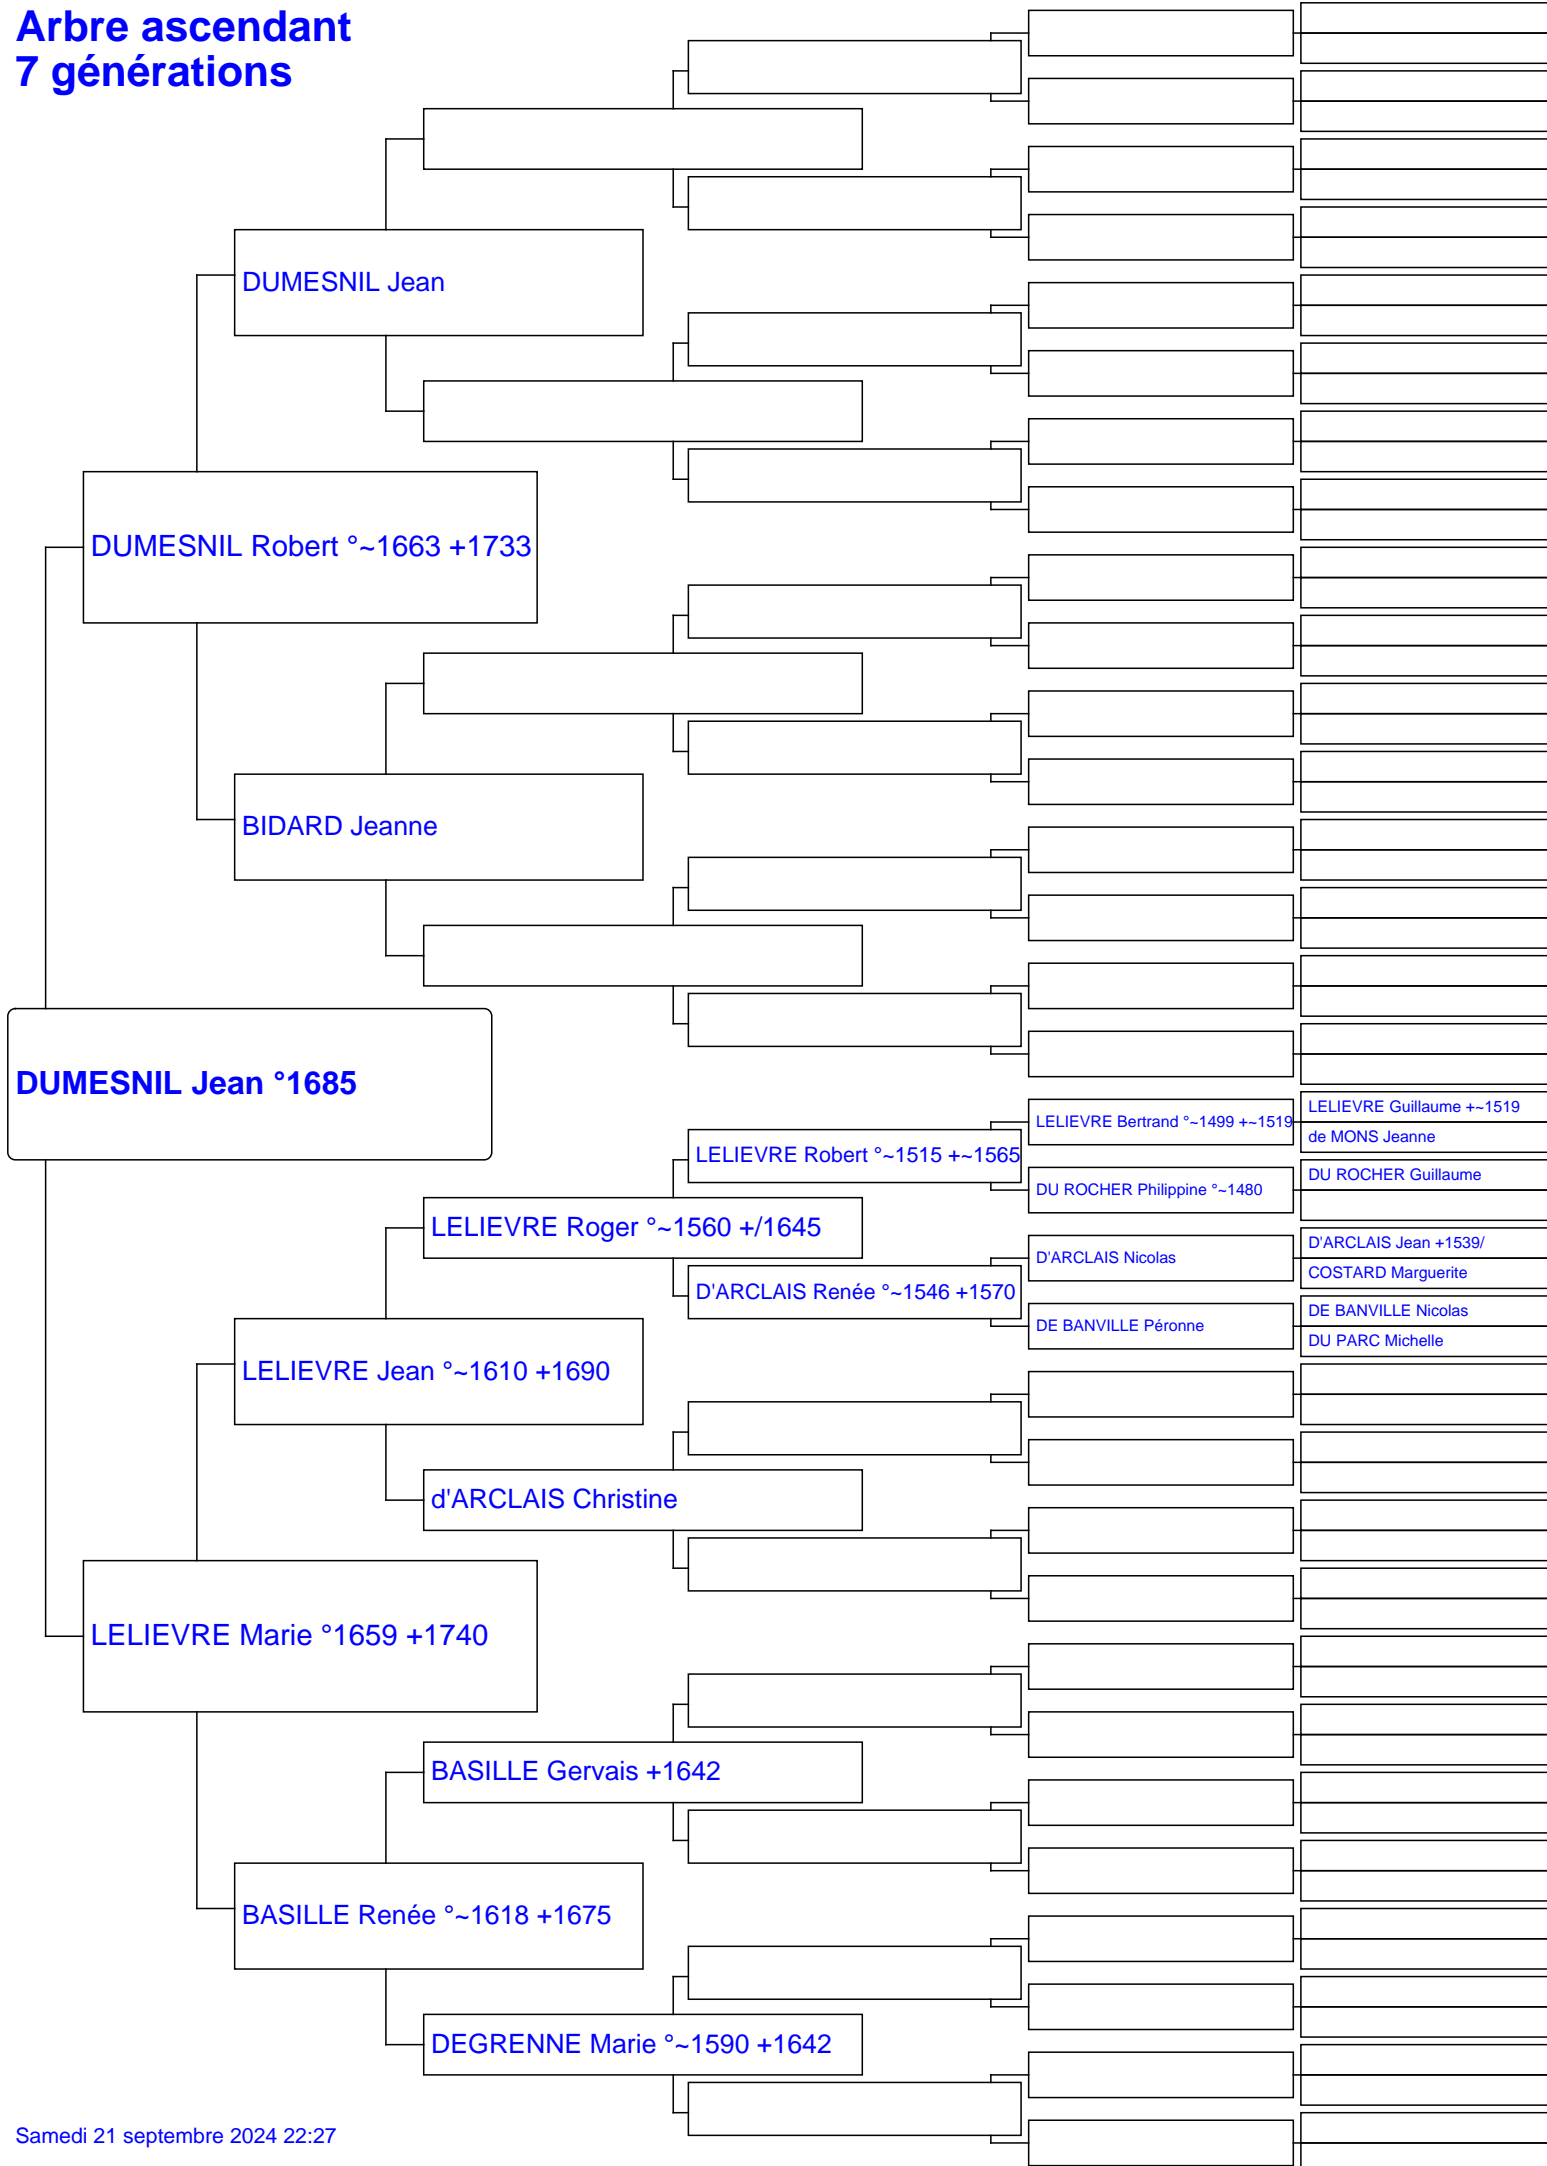 Arbre ascendant
7 générations
DUMESNIL Jean
DUMESNIL Robert °~1663 +1733
BIDARD Jeanne
DUMESNIL Jean °1685
LELIEVRE Guillaume +~1519
LELIEVRE Bertrand °~1499 +~1519
de MONS Jeanne
LELIEVRE Robert °~1515 +~1565
DU ROCHER Guillaume
DU ROCHER Philippine °~1480
LELIEVRE Roger °~1560 +/1645
D'ARCLAIS Jean +1539/
D'ARCLAIS Nicolas
COSTARD Marguerite
D'ARCLAIS Renée °~1546 +1570
DE BANVILLE Nicolas
DE BANVILLE Péronne
DU PARC Michelle
LELIEVRE Jean °~1610 +1690
d'ARCLAIS Christine
LELIEVRE Marie °1659 +1740
BASILLE Gervais +1642
BASILLE Renée °~1618 +1675
DEGRENNE Marie °~1590 +1642
Samedi 21 septembre 2024 22:27